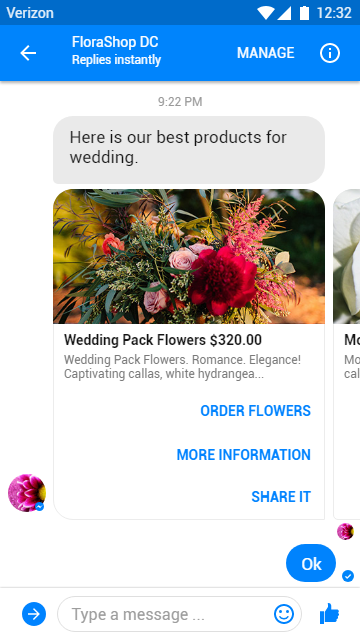 Verizon 12:32
FloraShop DC
Replies instantly
MANAGE
9:22 PM
Here is our best products for
wedding.
Wedding Pack Flowers $320.00
Wedding Pack Flowers. Romance. Elegance!
Captivating callas, white hydrangea...
ORDER FLOWERS
MORE INFORMATION
SHARE IT
Mo
cal
Ok
Type a message ...